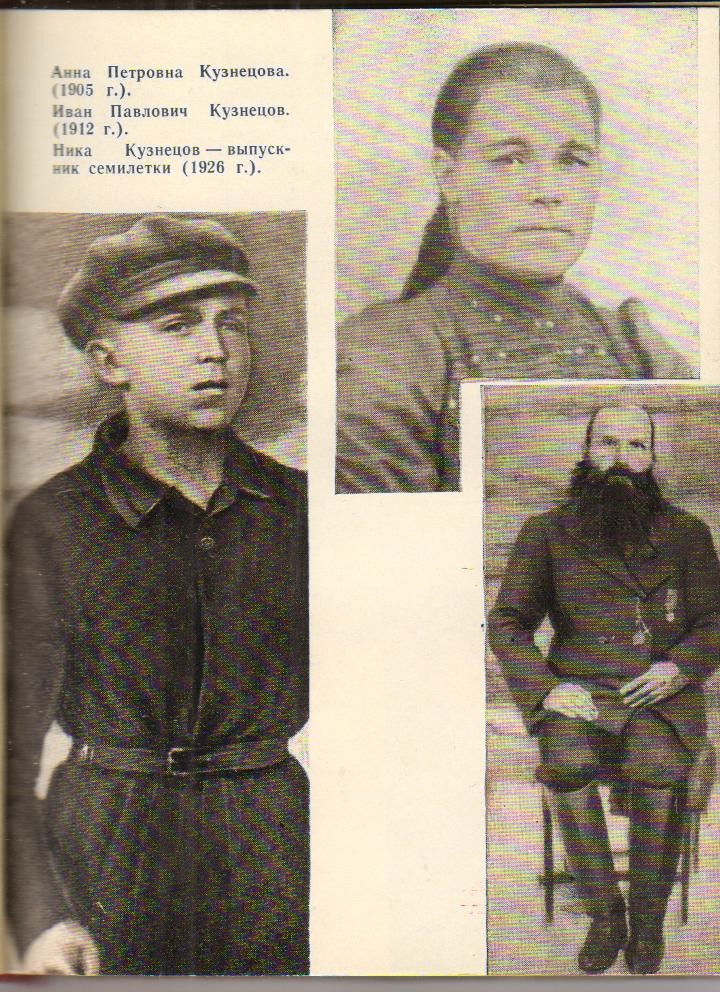 Анна Петровна Кузнецова.
(1905 г.).
Иван Павлович Кузнецов.
(1912 г.).
Ника Кузнецов — выпуск-
ник семилетки (1926 г.).